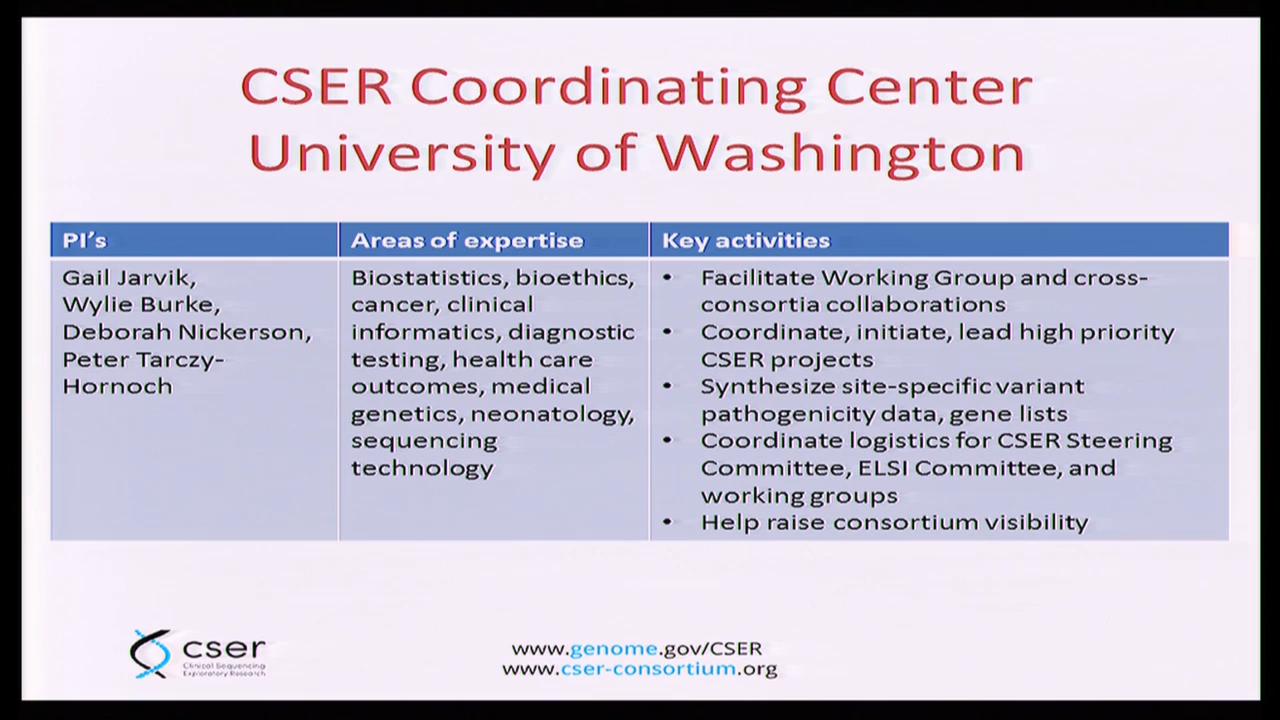 CSER Coordinating Center
University of Washington
PI's
Gail Jarvik,
Wylie Burke,
Deborah Nickerson,
Peter Tarczy-
Hornoch
Areas of expertise
Biostatistics, bioethics,
cancer, clinical
informatics, diagnostic
testing, health care
outcomes, medical
genetics, neonatology,
sequencing
technology
Key activities
• Facilitate Working Group and cross-
consortia collaborations
• Coordinate, initiate, lead high priority
CSER projects
• Synthesize site-specific variant
pathogenicity data, gene lists
• Coordinate logistics for CSER Steering
Committee, ELSI Committee, and
working groups
• Help raise consortium visibility
cser
Clinical Sequencing
Exploratory Research
www.genome.gov/CSER
www.cser-consortium.org